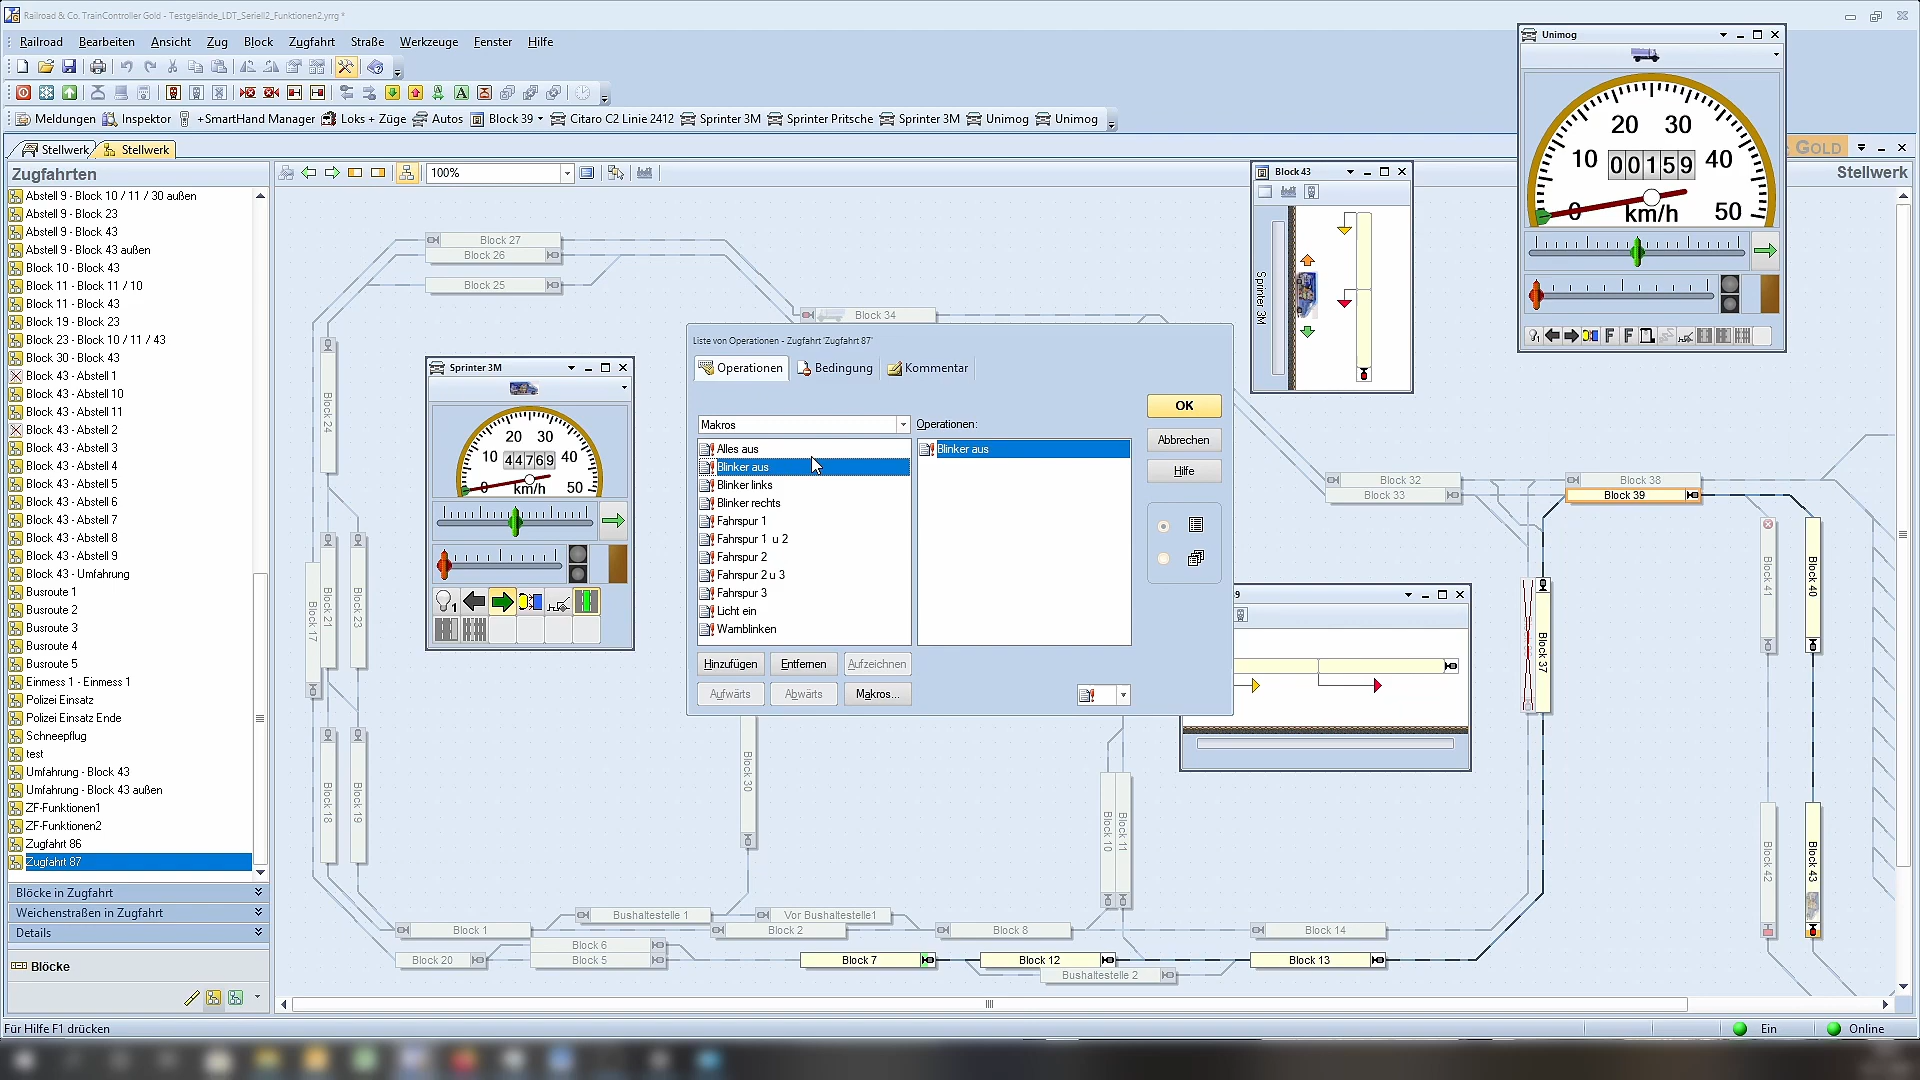 Railroad & Co. TrainController Gold - Testgelände_LDT_Seriell2_Funktionen2.yrrg *
Railroad Bearbeiten Ansicht Zug Block Zugfahrt Straße Werkzeuge Fenster Hilfe
Meldungen Inspektor +SmartHand Manager Loks + Züge Autos Block 39 Citaro C2 Linie 2412 Sprinter 3M Sprinter Pritsche Sprinter 3M Unimog Unimog
Stellwerk Stellwerk
GOLD
Zugfahrten
100%
Stellwerk
Abstell 9 - Block 10 / 11 / 30 außen
Abstell 9 - Block 23
Abstell 9 - Block 43
Abstell 9 - Block 43 außen
Block 10 - Block 43
Block 11 - Block 11 / 10
Block 11 - Block 43
Block 19 - Block 23
Block 23 - Block 10 / 11 / 43
Block 30 - Block 43
Block 43 - Abstell 1
Block 43 - Abstell 10
Block 43 - Abstell 11
Block 43 - Abstell 2
Block 43 - Abstell 3
Block 43 - Abstell 4
Block 43 - Abstell 5
Block 43 - Abstell 6
Block 43 - Abstell 7
Block 43 - Abstell 8
Block 43 - Abstell 9
Block 43 - Umfahrung
Busroute 1
Busroute 2
Busroute 3
Busroute 4
Busroute 5
Einmess 1 - Einmess 1
Polizei Einsatz
Polizei Einsatz Ende
Schneepflug
test
Umfahrung - Block 43
Umfahrung - Block 43 außen
ZF-Funktionen1
ZF-Funktionen2
Zugfahrt 86
Zugfahrt 87
Blöcke in Zugfahrt
Weichenstraßen in Zugfahrt
Details
Blöcke
Block 27
Block 26
Block 25
Block 34
Block 24
Block 17
Block 21
Block 23
Block 18
Block 19
Block 30
Block 10
Block 11
Block 32
Block 33
Block 38
Block 39
Block 37
Block 41
Block 40
Block 42
Block 43
Bushaltestelle 1
Vor Bushaltestelle1
Block 1
Block 2
Block 8
Block 14
Block 6
Block 20
Block 5
Block 7
Block 12
Block 13
Bushaltestelle 2
Sprinter 3M
20 30
10 44769 40
0 km/h 50
1
Liste von Operationen - Zugfahrt 'Zugfahrt 87'
Operationen Bedingung Kommentar
Makros
Operationen:
Alles aus
Blinker aus
Blinker links
Blinker rechts
Fahrspur 1
Fahrspur 1 u 2
Fahrspur 2
Fahrspur 2 u 3
Fahrspur 3
Licht ein
Warnblinken
Blinker aus
OK
Abbrechen
Hilfe
Hinzufügen Entfernen Aufzeichnen
Aufwärts Abwärts Makros...
Block 43
Sprinter 3M
9
Unimog
20 30
10 00159 40
0 km/h 50
1 F F
Für Hilfe F1 drücken
Ein
Online